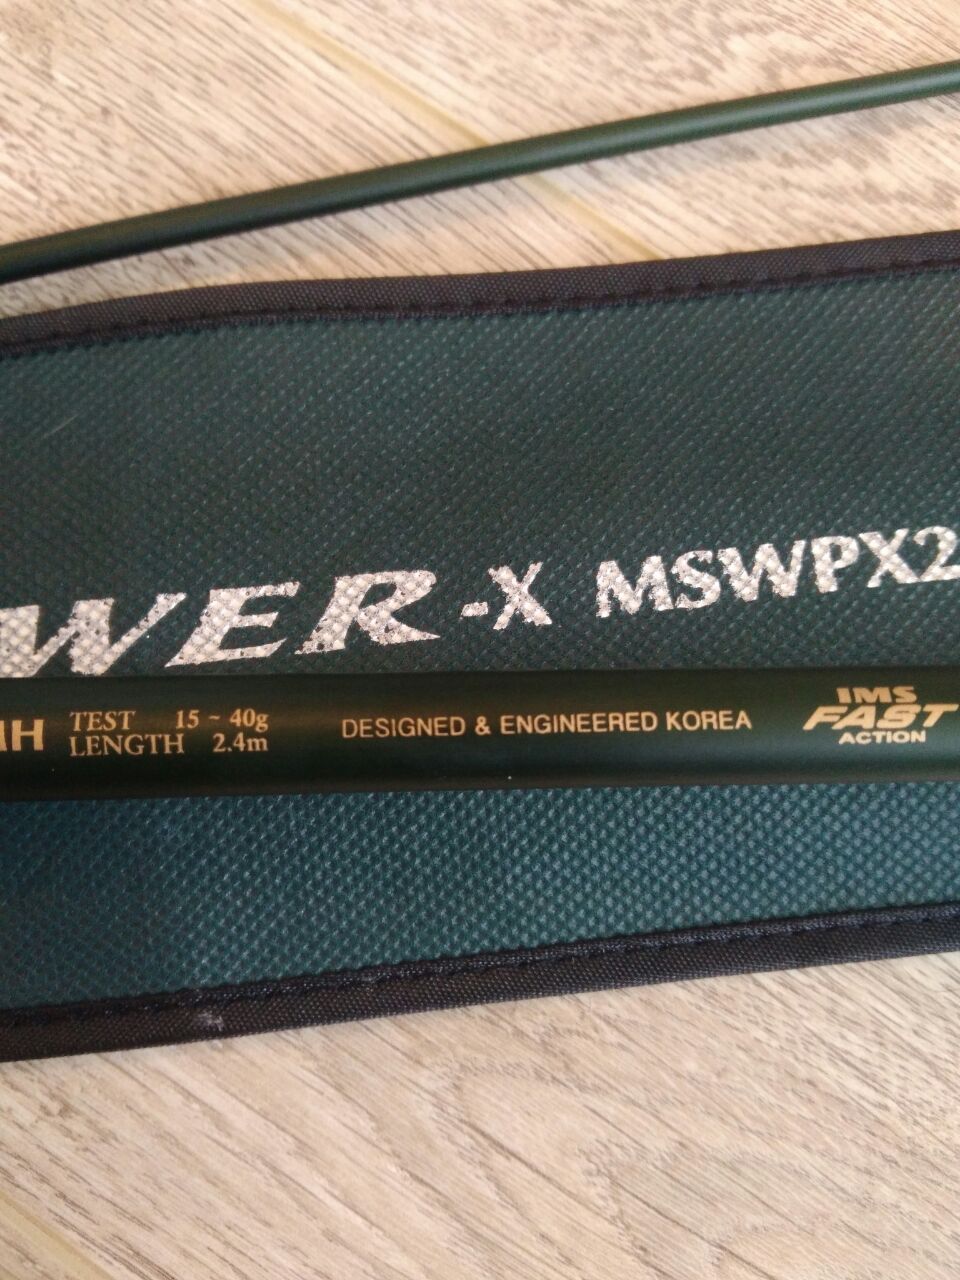 WER-X MSWPX2
MH TEST 15 ~ 40g
LENGTH 2.4m
DESIGNED & ENGINEERED KOREA
IMS
FAST
ACTION